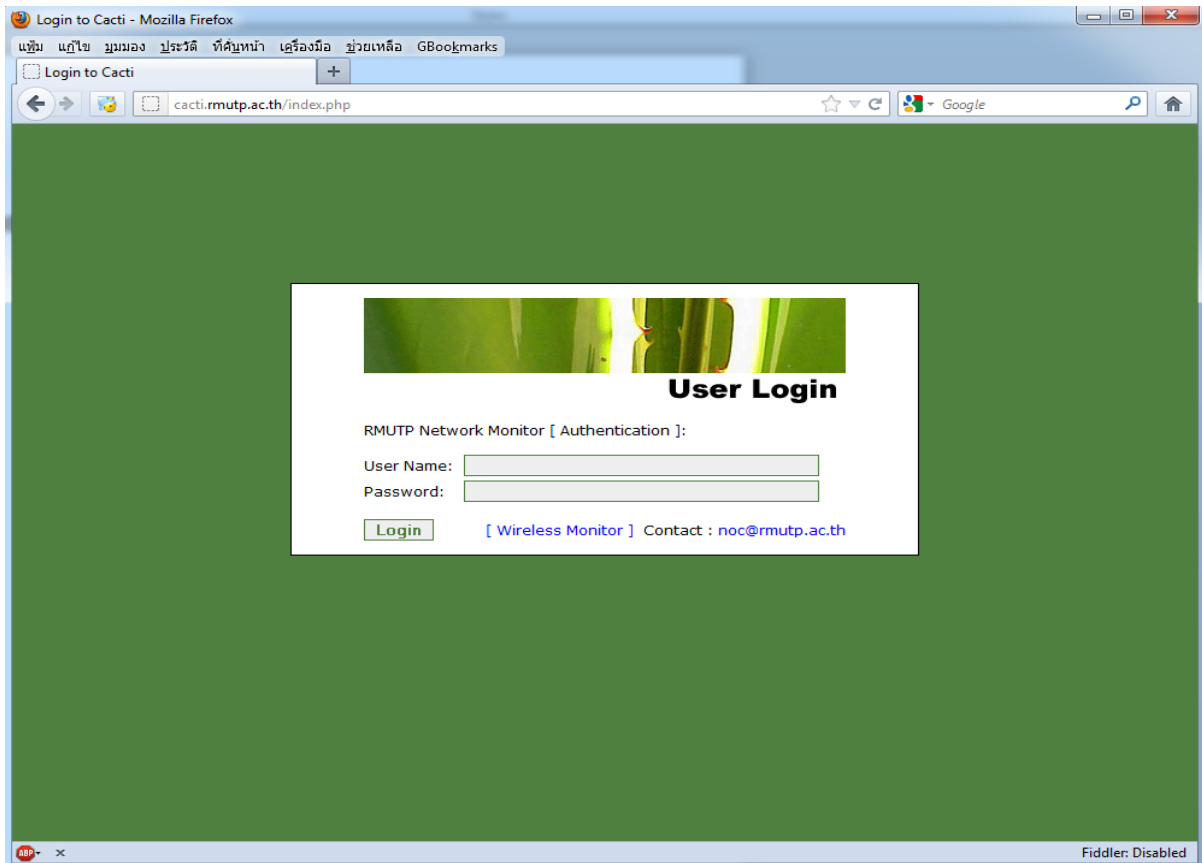 Login to Cacti - Mozilla Firefox
แฟ้ม แก้ไข มุมมอง ประวัติ ที่คั่นหน้า เครื่องมือ ช่วยเหลือ GBookmarks
Login to Cacti
cacti.rmutp.ac.th/index.php
Google
User Login
RMUTP Network Monitor [ Authentication ]:
User Name:
Password:
Login [ Wireless Monitor ] Contact : noc@rmutp.ac.th
ABP
Fiddler: Disabled